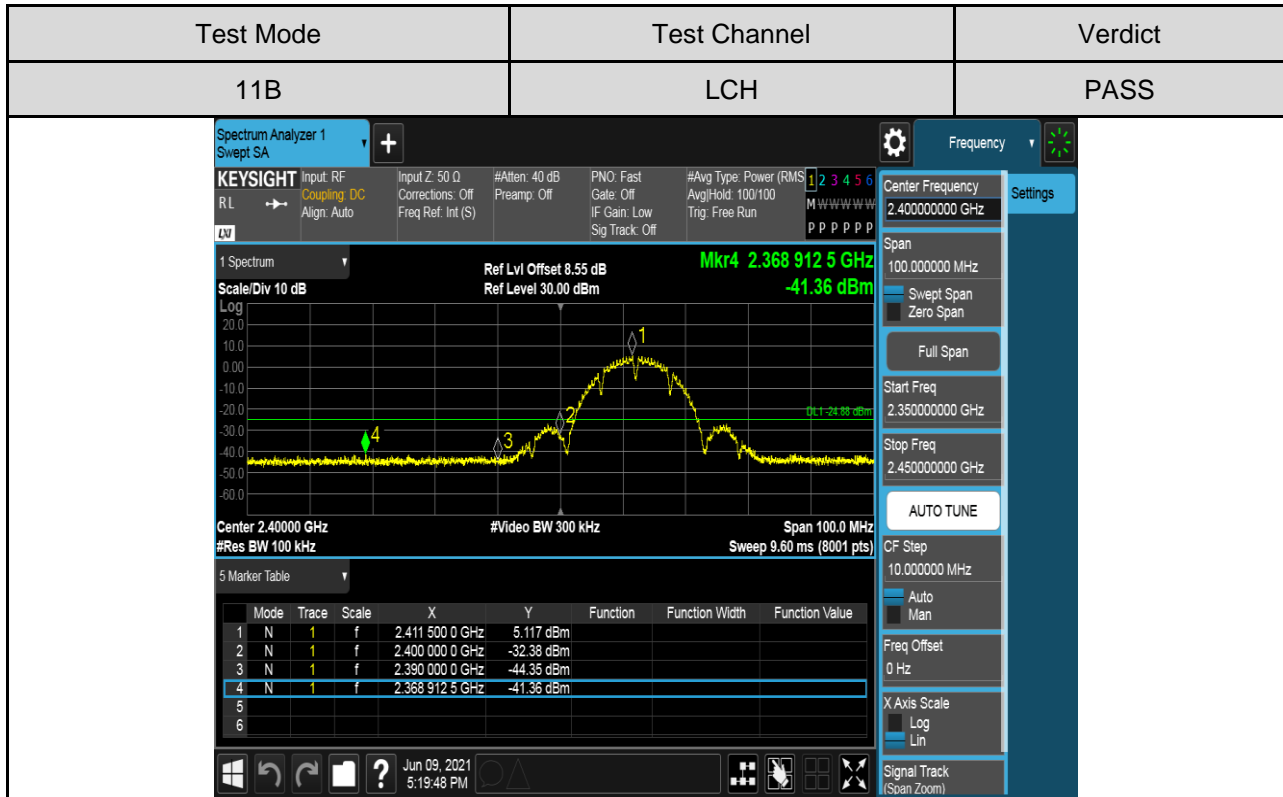 Test Mode Test Channel Verdict
11B LCH PASS
Spectrum Analyzer 1
Swept SA
+
Frequency
KEYSIGHT Input: RF Input Z: 50 Ω #Atten: 40 dB PNO: Fast #Avg Type: Power (RMS 1 2 3 4 5 6
RL Coupling: DC Corrections: Off Preamp: Off Gate: Off Avg|Hold: 100/100 M W W W W W
Align: Auto Freq Ref: Int (S) IF Gain: Low Trig: Free Run
LXI Sig Track: Off P P P P P P
1 Spectrum Ref Lvl Offset 8.55 dB Mkr4 2.368 912 5 GHz
Scale/Div 10 dB Ref Level 30.00 dBm -41.36 dBm
Log
20.0
10.0
0.00
-10.0
-20.0
-30.0
-40.0
-50.0
-60.0
1
2
3
4
DL1 -24.88 dBm
Center 2.40000 GHz #Video BW 300 kHz Span 100.0 MHz
#Res BW 100 kHz Sweep 9.60 ms (8001 pts)
5 Marker Table
Mode Trace Scale X Y Function Function Width Function Value
1 N 1 f 2.411 500 0 GHz 5.117 dBm
2 N 1 f 2.400 000 0 GHz -32.38 dBm
3 N 1 f 2.390 000 0 GHz -44.35 dBm
4 N 1 f 2.368 912 5 GHz -41.36 dBm
5
6
?
Jun 09, 2021
5:19:48 PM
Center Frequency
2.400000000 GHz
Settings
Span
100.000000 MHz
Swept Span
Zero Span
Full Span
Start Freq
2.350000000 GHz
Stop Freq
2.450000000 GHz
AUTO TUNE
CF Step
10.000000 MHz
Auto
Man
Freq Offset
0 Hz
X Axis Scale
Log
Lin
Signal Track
(Span Zoom)